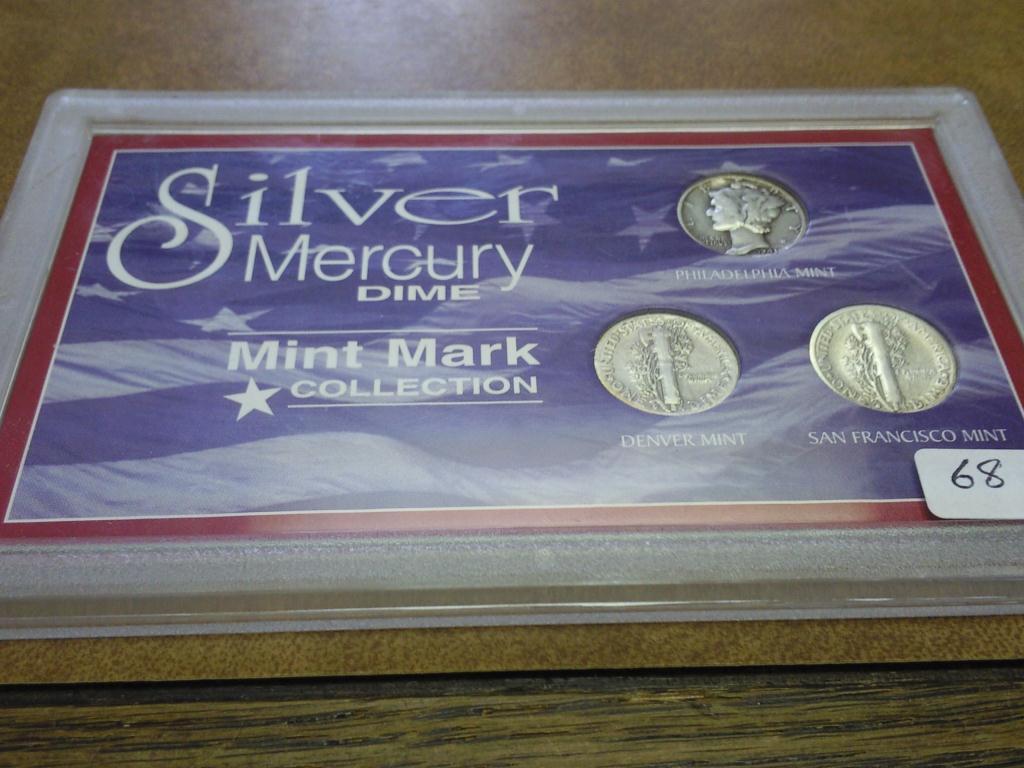 Silver
Mercury
DIME
Mint Mark
COLLECTION
PHILADELPHIA MINT
DENVER MINT
SAN FRANCISCO MINT
68